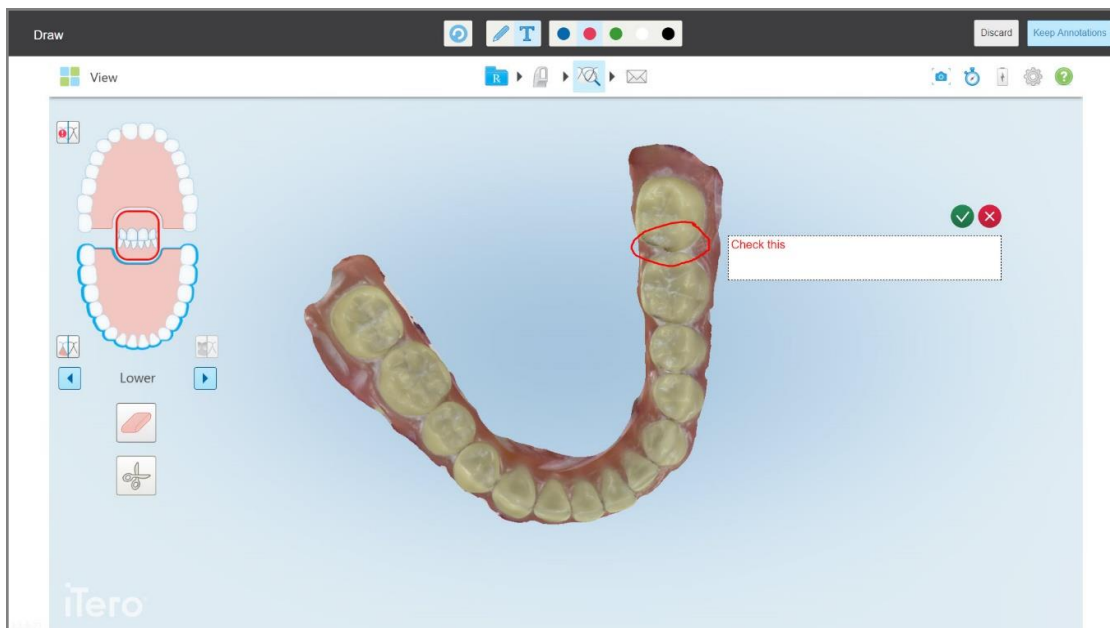 Draw
T
Discard
Keep Annotations
View
R
?
Check this
Lower
iTero